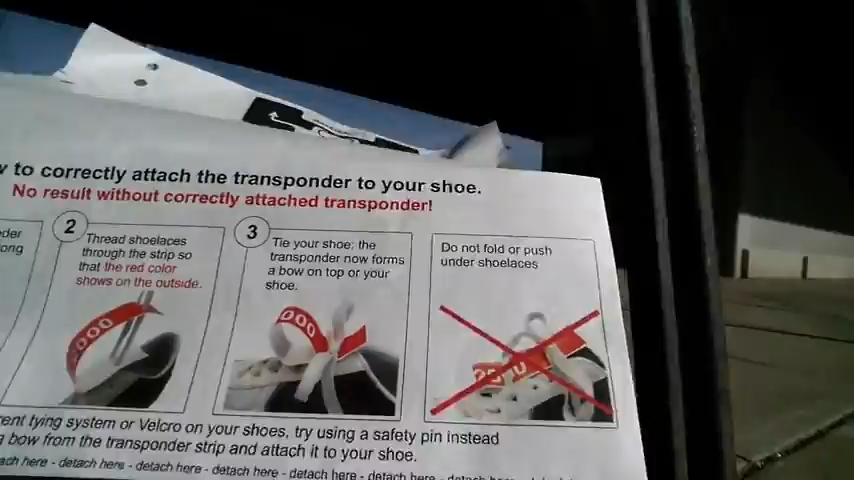 to correctly attach the transponder to your shoe.
No result without correctly attached transponder!
2
Thread shoelaces
through the strip so
that the red color
shows on the outside.
3
Tie your shoe; the
transponder now forms
a bow on top or your
shoe.
Do not fold or push
under shoelaces
tying system or Velcro on your shoes, try using a safety pin instead
bow from the transponder strip and attach it to your shoe.
here - detach here - detach here - detach here - detach here - detach here